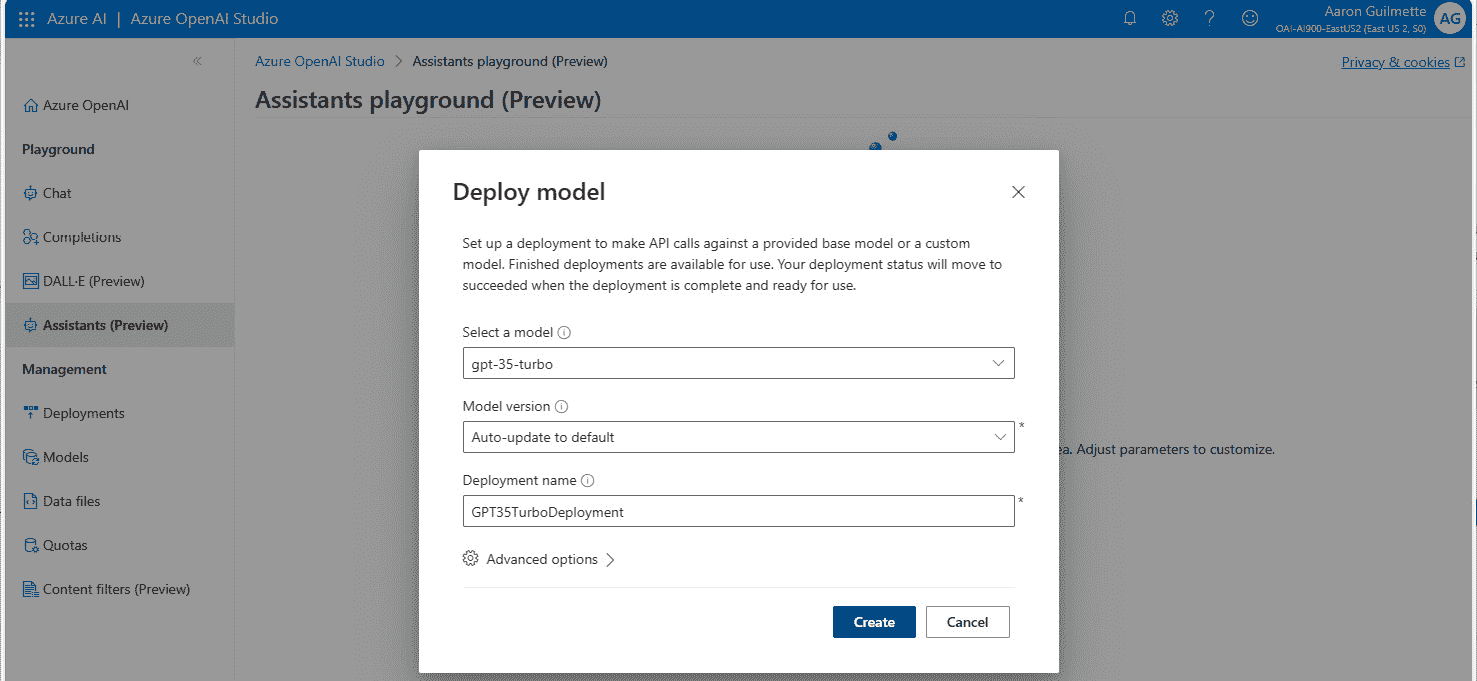 Azure AI | Azure OpenAI Studio
Aaron Guilmette
OAI-AI900-EastUS2 (East US 2, S0)
AG
Azure OpenAI Studio > Assistants playground (Preview)
Privacy & cookies
Assistants playground (Preview)
Azure OpenAI
Playground
Chat
Completions
DALL·E (Preview)
Assistants (Preview)
Management
Deployments
Models
Data files
Quotas
Content filters (Preview)
Deploy model
Set up a deployment to make API calls against a provided base model or a custom
model. Finished deployments are available for use. Your deployment status will move to
succeeded when the deployment is complete and ready for use.
Select a model
gpt-35-turbo
Model version
Auto-update to default
*
Deployment name
GPT35TurboDeployment
*
Advanced options
Create
Cancel
ea. Adjust parameters to customize.